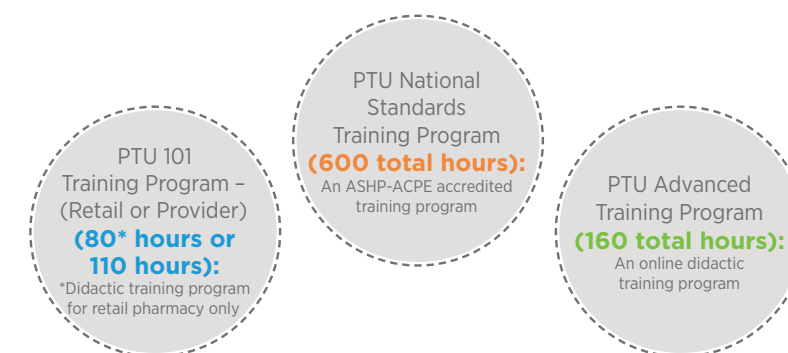 PTU 101
Training Program –
(Retail or Provider)
(80* hours or
110 hours):
*Didactic training program
for retail pharmacy only
PTU National
Standards
Training Program
(600 total hours):
An ASHP-ACPE accredited
training program
PTU Advanced
Training Program
(160 total hours):
An online didactic
training program